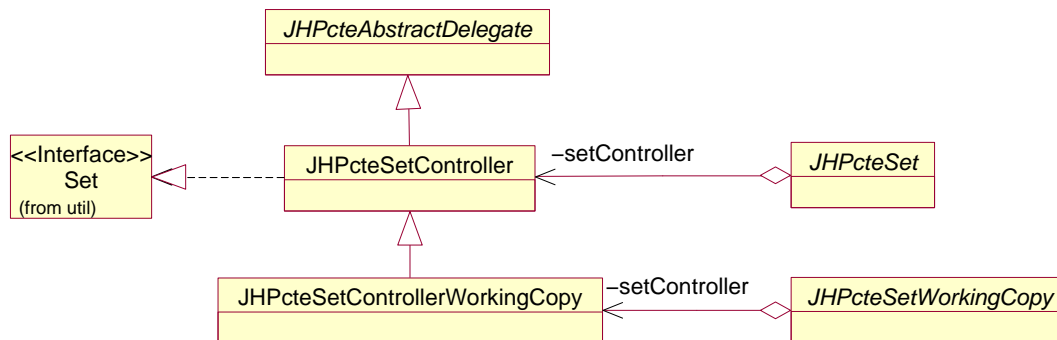 JHPcteAbstractDelegate
<<Interface>>
Set
(from util)
JHPcteSetController
–setController
JHPcteSet
JHPcteSetControllerWorkingCopy
–setController
JHPcteSetWorkingCopy